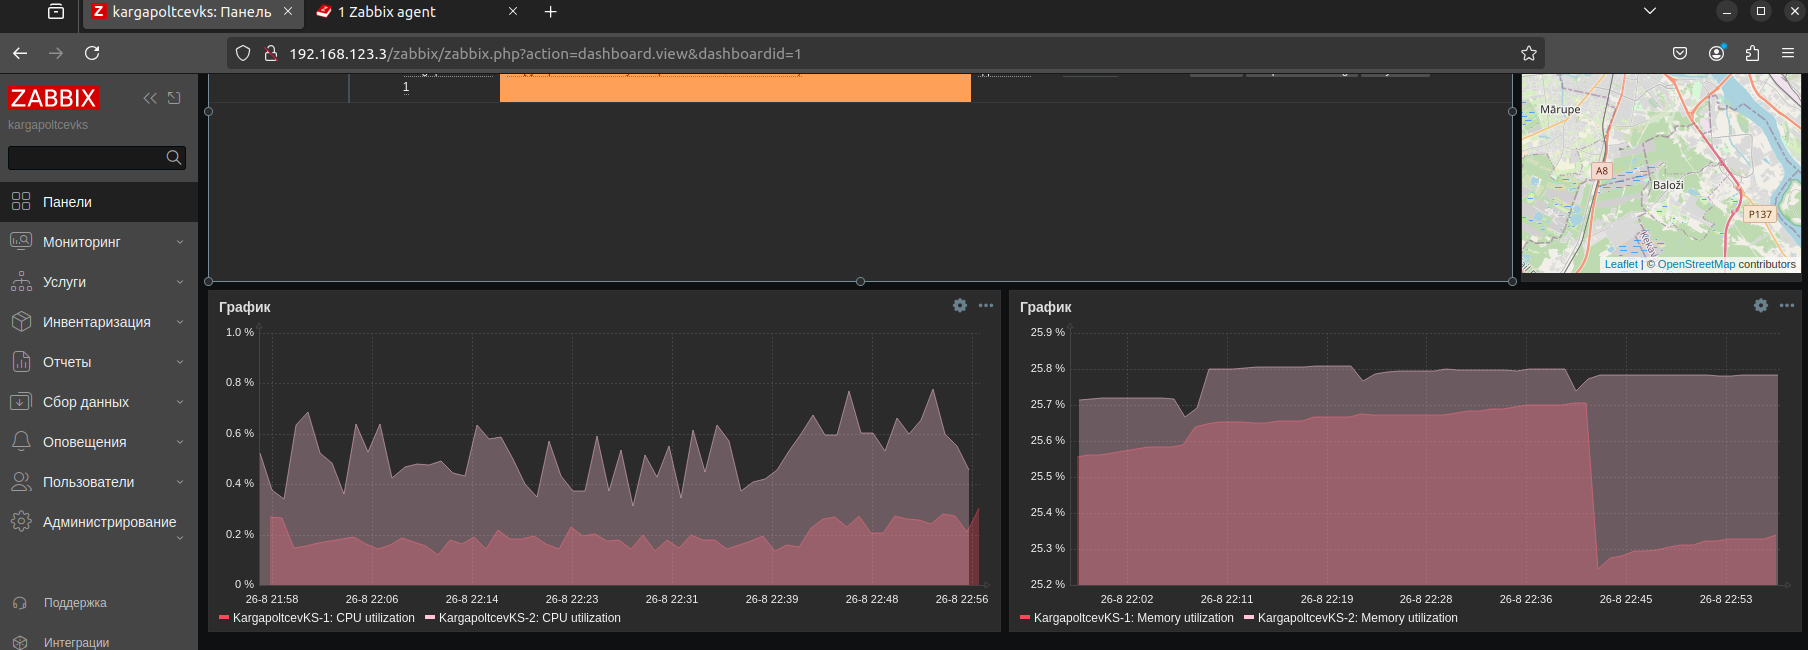 kargapoltcevks: Панель
1 Zabbix agent
192.168.123.3/zabbix/zabbix.php?action=dashboard.view&dashboardid=1
ZABBIX
kargapoltcevks
Панели
Мониторинг
Услуги
Инвентаризация
Отчеты
Сбор данных
Оповещения
Пользователи
Администрирование
Поддержка
Интеграции
1
Mārupe
A8
Baloži
P137
Leaflet | © OpenStreetMap contributors
График
1.0 %
0.8 %
0.6 %
0.4 %
0.2 %
0 %
26-8 21:58 26-8 22:06 26-8 22:14 26-8 22:23 26-8 22:31 26-8 22:39 26-8 22:48 26-8 22:56
KargapoltcevKS-1: CPU utilization KargapoltcevKS-2: CPU utilization
График
25.9 %
25.8 %
25.7 %
25.6 %
25.5 %
25.4 %
25.3 %
25.2 %
26-8 22:02 26-8 22:11 26-8 22:19 26-8 22:28 26-8 22:36 26-8 22:45 26-8 22:53
KargapoltcevKS-1: Memory utilization KargapoltcevKS-2: Memory utilization